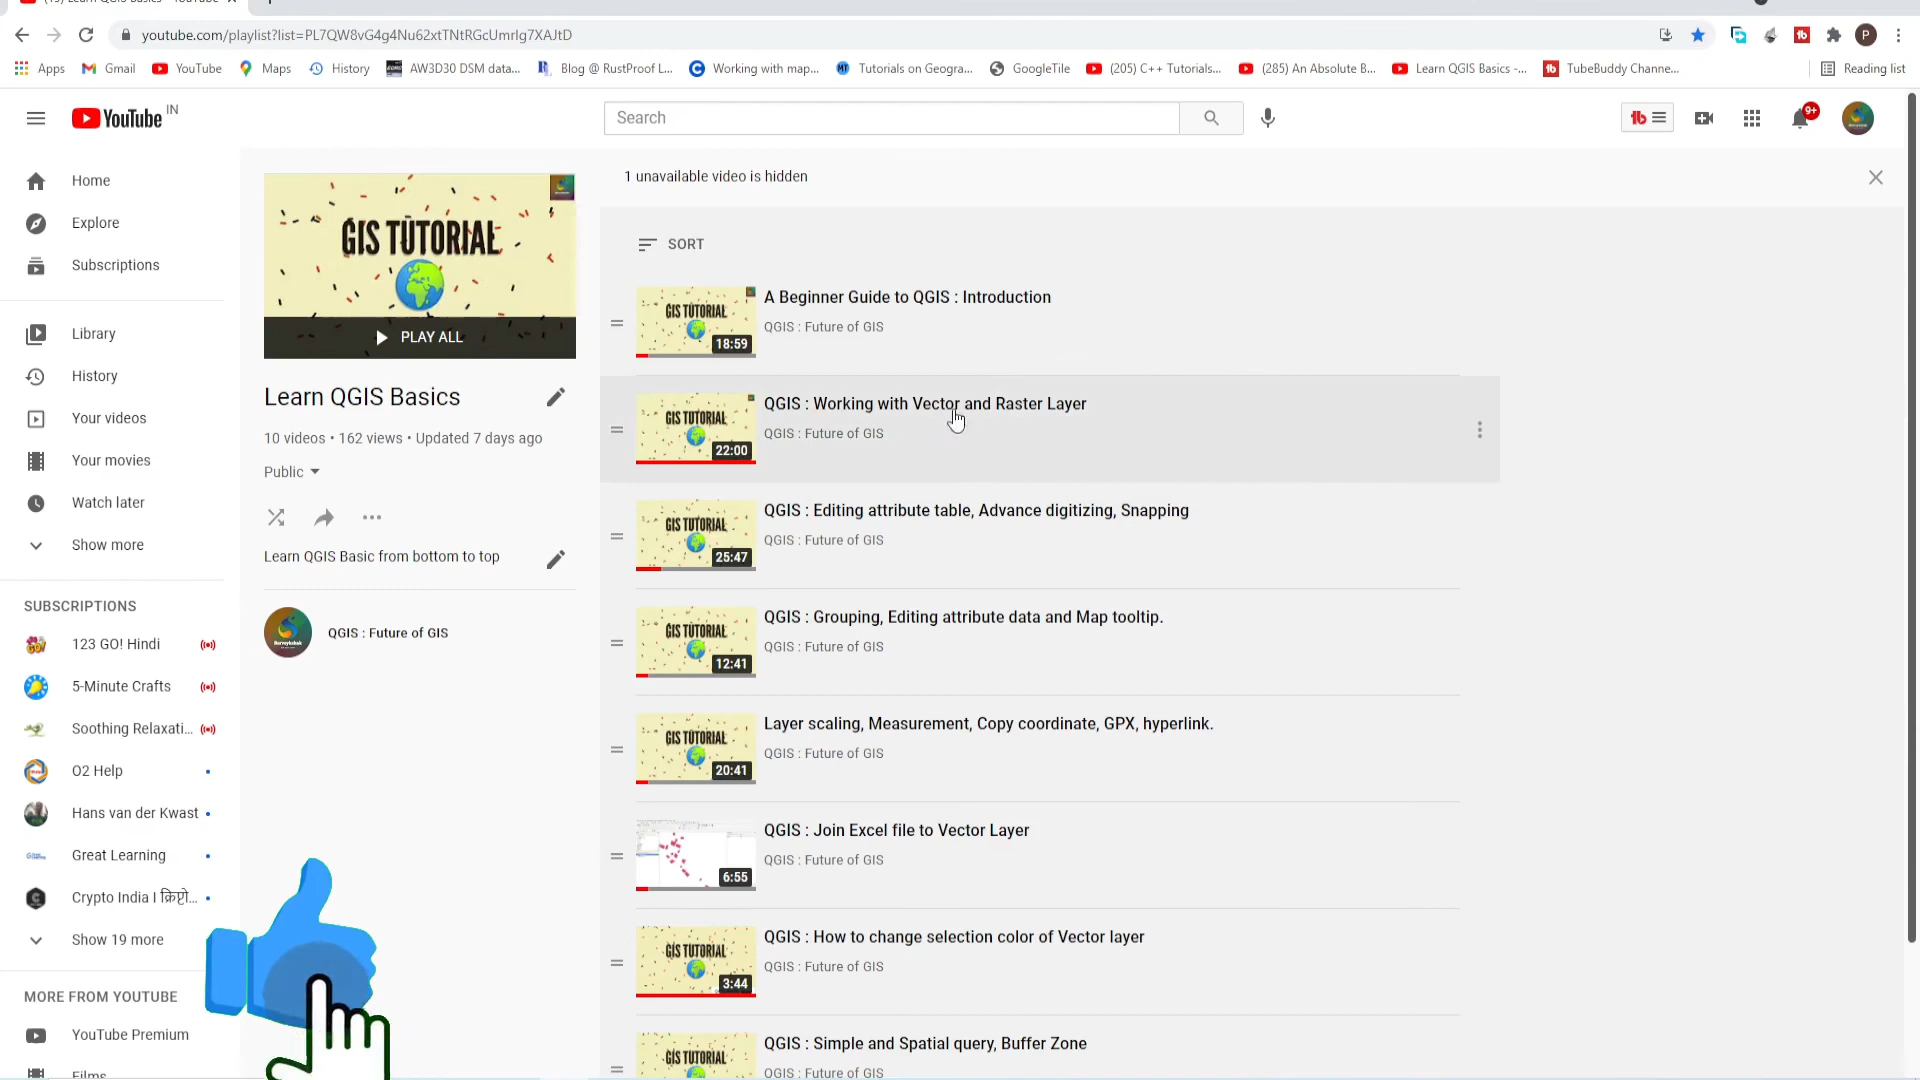 (19) Learn QGIS Basics - YouTube
youtube.com/playlist?list=PL7QW8vG4g4Nu62xtTNtRGcUmrIg7XAJtD
P
Apps
Gmail
YouTube
Maps
History
AW3D30 DSM data...
Blog @ RustProof L...
Working with map...
Tutorials on Geogra...
GoogleTile
(205) C++ Tutorials...
(285) An Absolute B...
Learn QGIS Basics -...
TubeBuddy Channe...
Reading list
YouTube IN
Search
9+
Home
Explore
Subscriptions
Library
History
Your videos
Your movies
Watch later
Show more
SUBSCRIPTIONS
123 GO! Hindi
5-Minute Crafts
Soothing Relaxati...
O2 Help
Hans van der Kwast
Great Learning
Crypto India I क्रिप्टो...
Show 19 more
MORE FROM YOUTUBE
YouTube Premium
Films
GIS TUTORIAL
PLAY ALL
Learn QGIS Basics
10 videos • 162 views • Updated 7 days ago
Public
Learn QGIS Basic from bottom to top
QGIS : Future of GIS
1 unavailable video is hidden
SORT
GIS TUTORIAL
18:59
A Beginner Guide to QGIS : Introduction
QGIS : Future of GIS
GIS TUTORIAL
22:00
QGIS : Working with Vector and Raster Layer
QGIS : Future of GIS
GIS TUTORIAL
25:47
QGIS : Editing attribute table, Advance digitizing, Snapping
QGIS : Future of GIS
GIS TUTORIAL
12:41
QGIS : Grouping, Editing attribute data and Map tooltip.
QGIS : Future of GIS
GIS TUTORIAL
20:41
Layer scaling, Measurement, Copy coordinate, GPX, hyperlink.
QGIS : Future of GIS
6:55
QGIS : Join Excel file to Vector Layer
QGIS : Future of GIS
GIS TUTORIAL
3:44
QGIS : How to change selection color of Vector layer
QGIS : Future of GIS
GIS TUTORIAL
QGIS : Simple and Spatial query, Buffer Zone
QGIS : Future of GIS